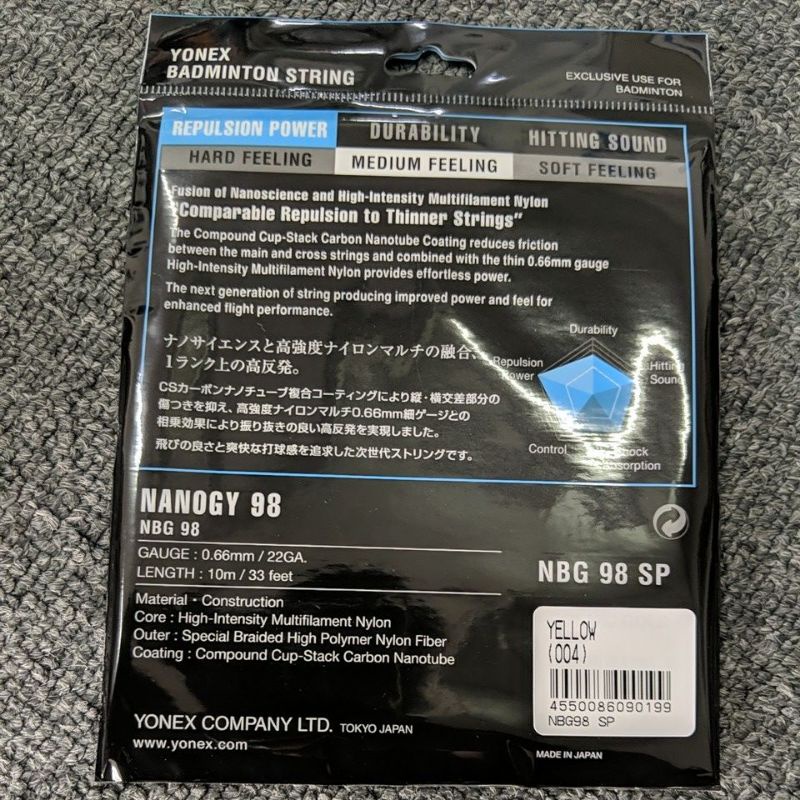 YONEX
BADMINTON STRING
EXCLUSIVE USE FOR
BADMINTON
REPULSION POWER
DURABILITY
HITTING SOUND
HARD FEELING
MEDIUM FEELING
SOFT FEELING
Fusion of Nanoscience and High-Intensity Multifilament Nylon
"Comparable Repulsion to Thinner Strings"
The Compound Cup-Stack Carbon Nanotube Coating reduces friction
between the main and cross strings and combined with the thin 0.66mm gauge
High-Intensity Multifilament Nylon provides effortless power.
The next generation of string producing improved power and feel for
enhanced flight performance.
ナノサイエンスと高強度ナイロンマルチの融合、
1ランク上の高反発。
CSカーボンナノチューブ複合コーティングにより縦・横交差部分の
傷つきを抑え、高強度ナイロンマルチ0.66mm細ゲージとの
相乗効果により振り抜きの良い高反発を実現しました。
飛びの良さと爽快な打球感を追求した次世代ストリングです。
Durability
Repulsion
Power
Hitting
Sound
Control
Shock
Absorption
NANOGY 98
NBG 98
GAUGE : 0.66mm / 22GA.
LENGTH : 10m / 33 feet
NBG 98 SP
Material・Construction
Core : High-Intensity Multifilament Nylon
Outer : Special Braided High Polymer Nylon Fiber
Coating : Compound Cup-Stack Carbon Nanotube
YELLOW
(004)
4550086090199
NBG98 SP
YONEX COMPANY LTD. TOKYO JAPAN
www.yonex.com
MADE IN JAPAN